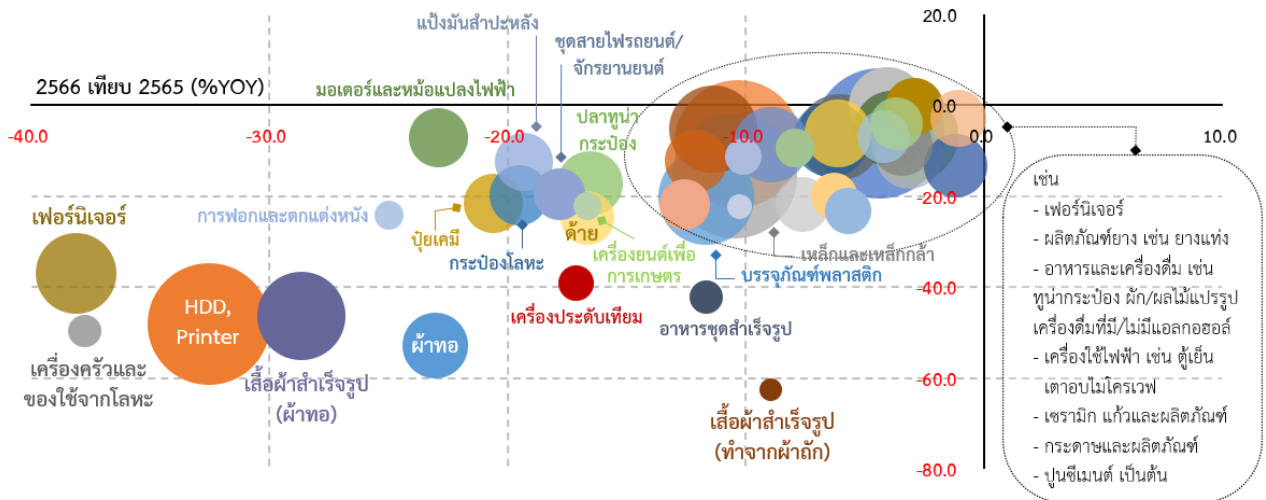 20.0
แป้งมันสำปะหลัง
ชุดสายไฟรถยนต์/
จักรยานยนต์
2566 เทียบ 2565 (%YOY)
มอเตอร์และหม้อแปลงไฟฟ้า
0.0
-40.0
-30.0
-20.0
-10.0
0.0
10.0
ปลาทูน่า
กระป๋อง
เฟอร์นิเจอร์
การฟอกและตกแต่งหนัง
ปุ๋ยเคมี
กระป๋องโลหะ
ด้าย
เครื่องยนต์เพื่อ
การเกษตร
เหล็กและเหล็กกล้า
บรรจุภัณฑ์พลาสติก
-20.0
-40.0
-60.0
-80.0
HDD,
Printer
เครื่องครัวและ
ของใช้จากโลหะ
เสื้อผ้าสำเร็จรูป
(ผ้าทอ)
ผ้าทอ
เครื่องประดับเทียม
อาหารชุดสำเร็จรูป
เสื้อผ้าสำเร็จรูป
(ทำจากผ้าถัก)
เช่น
- เฟอร์นิเจอร์
- ผลิตภัณฑ์ยาง เช่น ยางแท่ง
- อาหารและเครื่องดื่ม เช่น
ทูน่ากระป๋อง ผัก/ผลไม้แปรรูป
เครื่องดื่มที่มี/ไม่มีแอลกอฮอล์
- เครื่องใช้ไฟฟ้า เช่น ตู้เย็น
เตาอบไมโครเวฟ
- เซรามิก แก้วและผลิตภัณฑ์
- กระดาษและผลิตภัณฑ์
- ปูนซีเมนต์ เป็นต้น